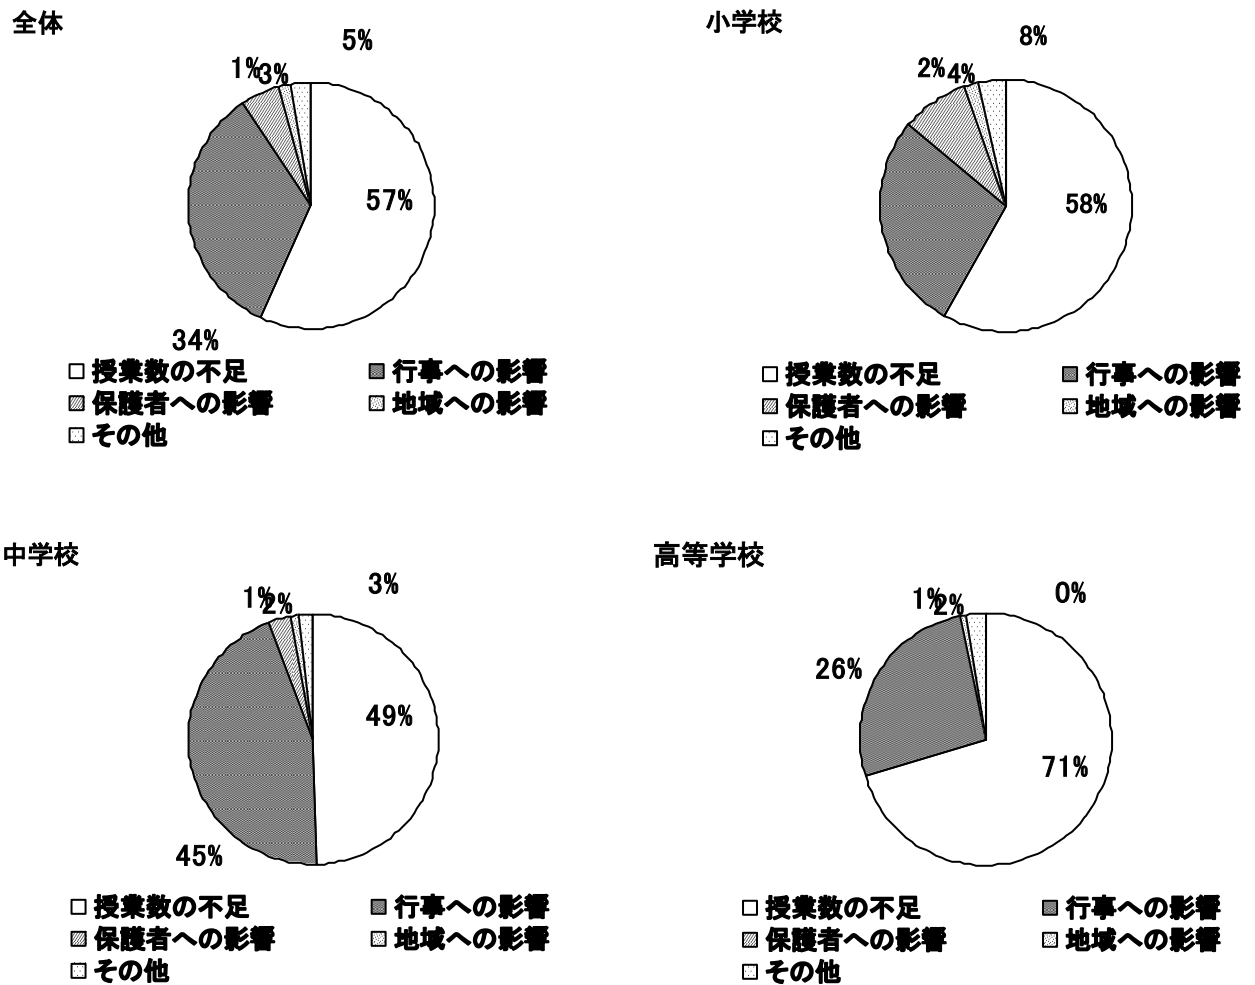 全体
5%
1%
3%
57%
34%
授業数の不足
行事への影響
保護者への影響
地域への影響
その他
小学校
8%
2%
4%
58%
授業数の不足
行事への影響
保護者への影響
地域への影響
その他
中学校
3%
1%
2%
49%
45%
授業数の不足
行事への影響
保護者への影響
地域への影響
その他
高等学校
0%
1%
2%
26%
71%
授業数の不足
行事への影響
保護者への影響
地域への影響
その他